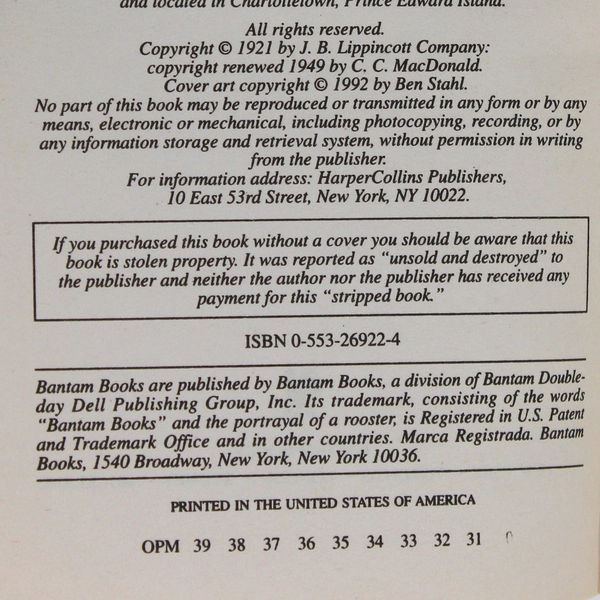 and located in Charlottetown, Prince Edward Island.
All rights reserved.
Copyright © 1921 by J. B. Lippincott Company:
copyright renewed 1949 by C. C. MacDonald.
Cover art copyright © 1992 by Ben Stahl.
No part of this book may be reproduced or transmitted in any form or by any
means, electronic or mechanical, including photocopying, recording, or by
any information storage and retrieval system, without permission in writing
from the publisher.
For information address: HarperCollins Publishers,
10 East 53rd Street, New York, NY 10022.
If you purchased this book without a cover you should be aware that this
book is stolen property. It was reported as “unsold and destroyed” to
the publisher and neither the author nor the publisher has received any
payment for this “stripped book.”
ISBN 0-553-26922-4
Bantam Books are published by Bantam Books, a division of Bantam Double-
day Dell Publishing Group, Inc. Its trademark, consisting of the words
“Bantam Books” and the portrayal of a rooster, is Registered in U.S. Patent
and Trademark Office and in other countries. Marca Registrada. Bantam
Books, 1540 Broadway, New York, New York 10036.
PRINTED IN THE UNITED STATES OF AMERICA
OPM 39 38 37 36 35 34 33 32 31